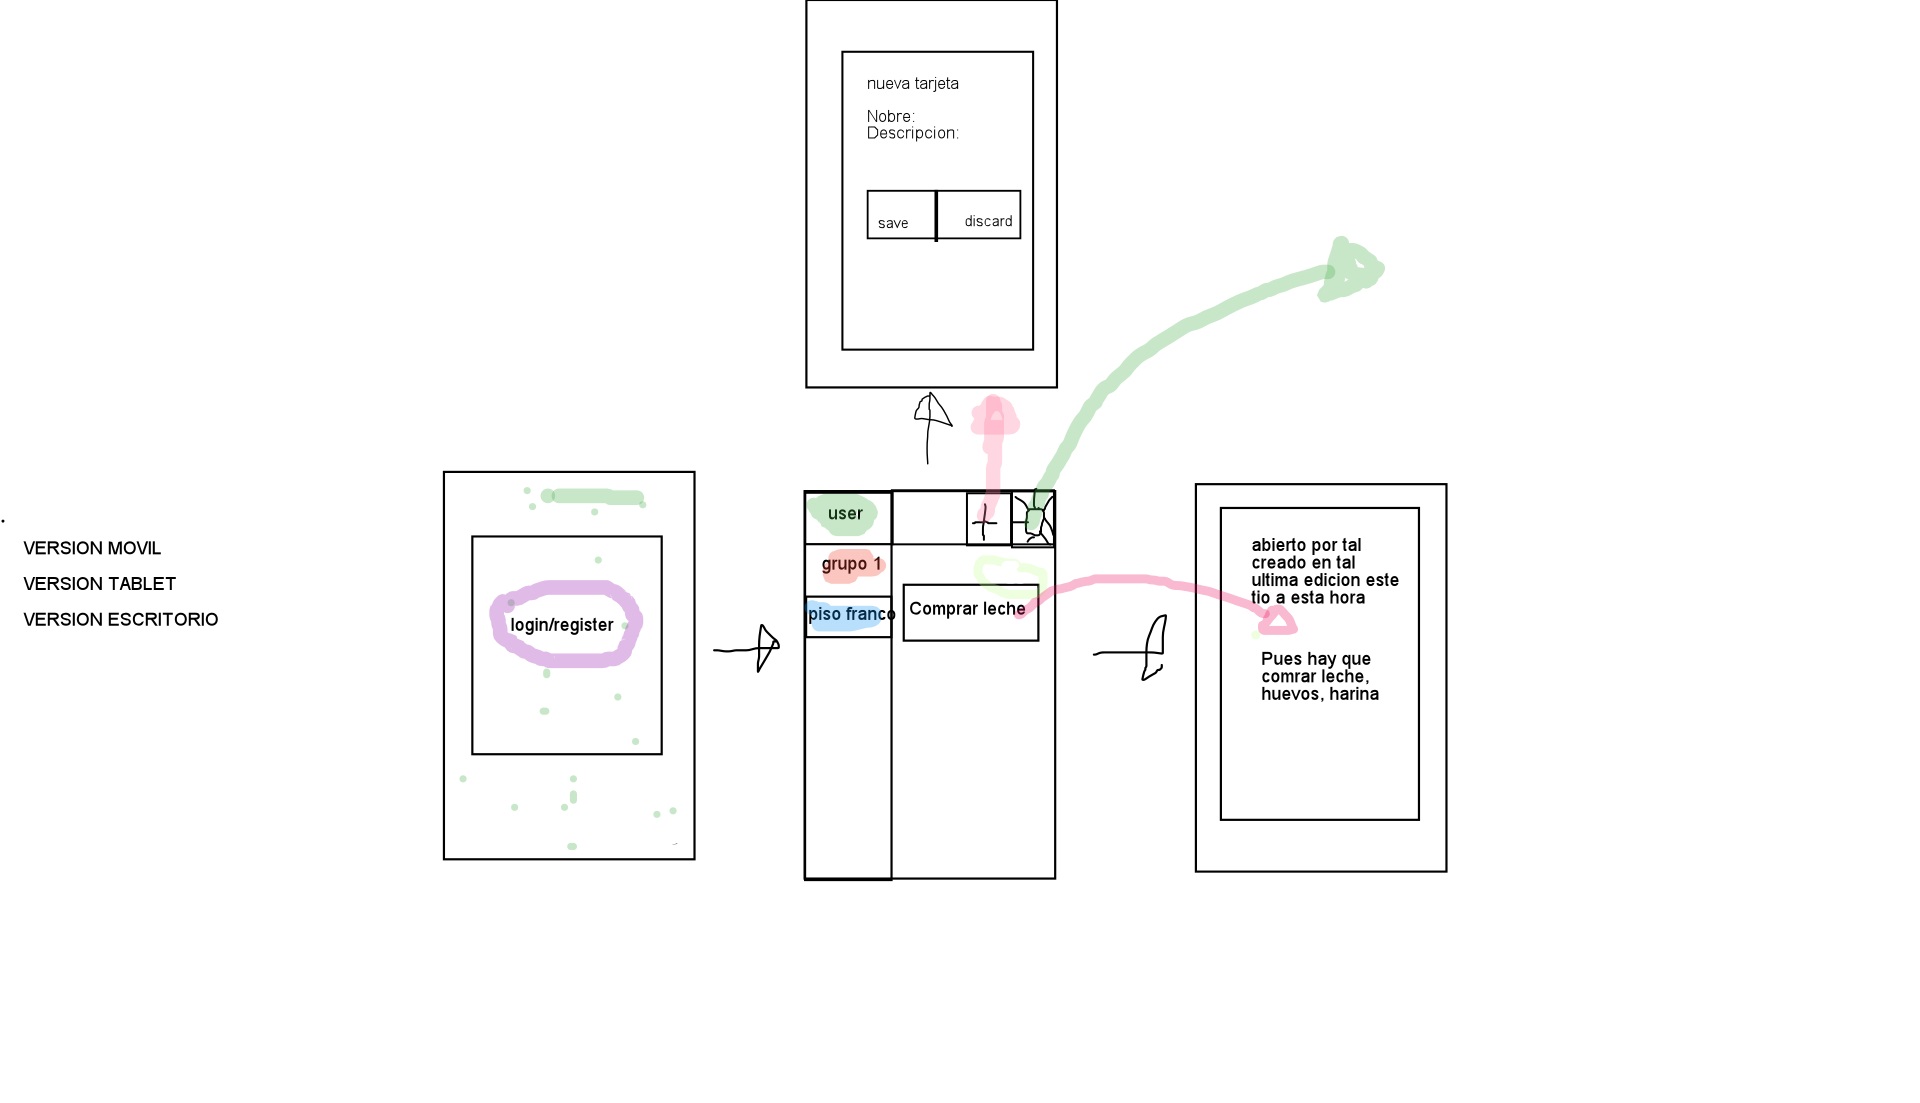 nueva tarjeta
Nobre:
Descripcion:
save
discard
VERSION MOVIL
VERSION TABLET
VERSION ESCRITORIO
login/register
user
grupo 1
piso franco
Comprar leche
abierto por tal
creado en tal
ultima edicion este
tio a esta hora
Pues hay que
comrar leche,
huevos, harina